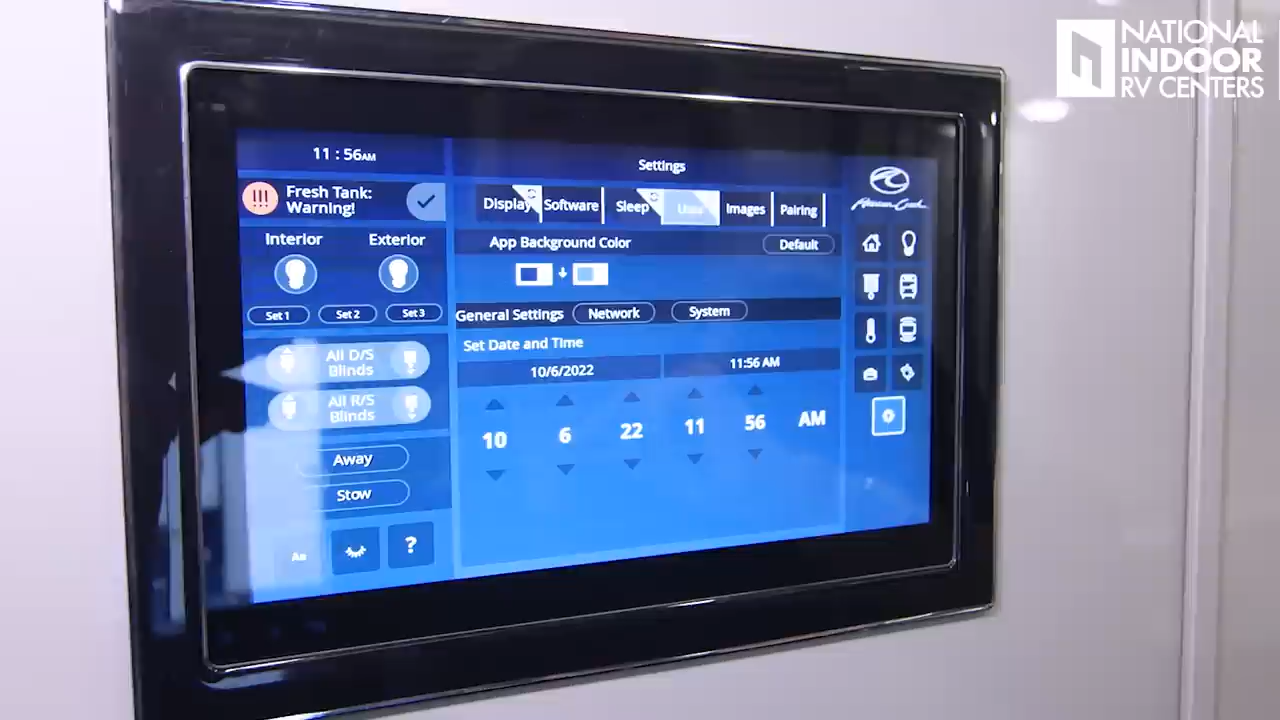 NATIONAL
INDOOR
RV CENTERS
11 : 56AM
Settings
!!! Fresh Tank:
Warning!
Display Software Sleep User Images Pairing
Interior Exterior
App Background Color Default
Set 1 Set 2 Set 3
General Settings Network System
Set Date and Time
10/6/2022 11:56 AM
All D/S
Blinds
All R/S
Blinds
10 6 22 11 56 AM
Away
Stow
?